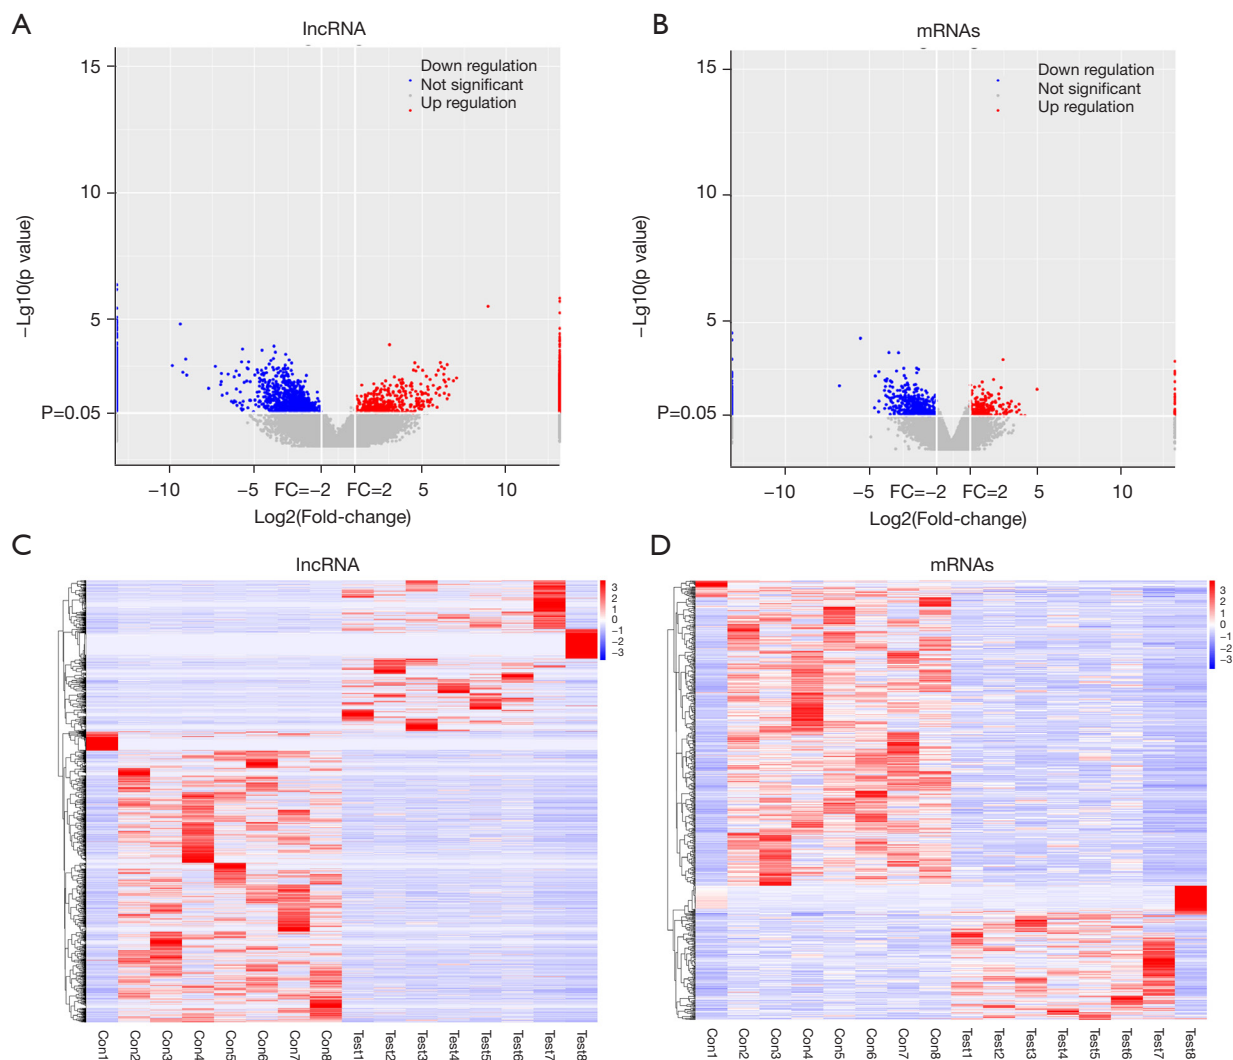 A
lncRNA
Down regulation
Not significant
Up regulation
15
10
5
P=0.05
−Lg10(p value)
−10
−5
FC=−2
FC=2
5
10
Log2(Fold-change)
B
mRNAs
Down regulation
Not significant
Up regulation
15
10
5
P=0.05
−Lg10(p value)
−10
−5
FC=−2
FC=2
5
10
Log2(Fold-change)
C
lncRNA
3
2
1
0
−1
−2
−3
Con1
Con2
Con3
Con4
Con5
Con6
Con7
Con8
Test1
Test2
Test3
Test4
Test5
Test6
Test7
Test8
D
mRNAs
3
2
1
0
−1
−2
−3
Con1
Con2
Con3
Con4
Con5
Con6
Con7
Con8
Test1
Test2
Test3
Test4
Test5
Test6
Test7
Test8